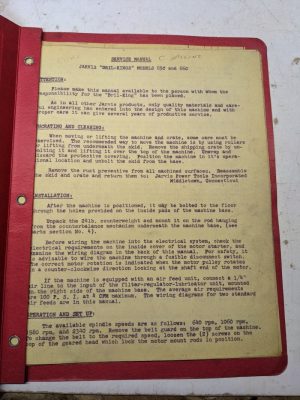 SERVICE MANUAL
JARVIS "BAIL-KINGS" MODELS
ATTENTION:
Please make this manual available to the person with whom the
responsibility for the has been placed.
As in all other Jarvis products, only quality materials and care-
ful engineering has entered into the design of this machine and with
proper care it can give several years of productive service.
UNCRATING AND CLEANING:
When moving or lifting the machine and crate, some care must be
exercised. The recommended way to move the machine is by using rollers
or lifting from underneath the skid. Remove the shipping crate by un-
bolting it and lifting it over the top of the machine. Break down and
discard the protective covering. Position the machine in it's opera-
tional location and unbolt the skid from the base.
Remove the rust preventive from all machined surfaces. Reassemble
the skid and crate and return them to: Jarvis Power Tools Incorporated
Middletown, Connecticut
INSTALLATION:
After the machine is positioned, it may be bolted to the floor
through the holes provided on the inside pads of the machine base.
Unpack the counterweight and mount it on the rod hanging
from the counterbalance mechanism underneath the machine base, (see
parts section No. 4).
Before wiring the machine into the electrical system, check the
electrical requirements on the inside cover of the motor starter, and
examine the wiring diagram in the back of this manual. For safety, it
is advisable to wire the machine through a fusible disconnect switch.
The correct motor rotation is indicated when the motor pulley rotates
in a counter-clockwise direction looking at the shaft end of the motor.
If the machine is equipped with an air feed unit, connect a 1/4"
air line to the input of the filter-regulator-lubricator unit, mounted
on the right side of the machine base. The average air requirements
are 100 P. S. I. at 4 CFM maximum. The wiring diagrams for two standard
air feeds are in this manual.
OPERATION AND SET UP:
The available spindle speeds are as follows: 640 rpm, 1060 rpm,
1580 rpm, and 2340 rpm. Remove the belt guard on the top of the machine.
To change the belt to the required speed, loosen the (2) screws on the
top of the geared head which lock the motor mount rods in position.